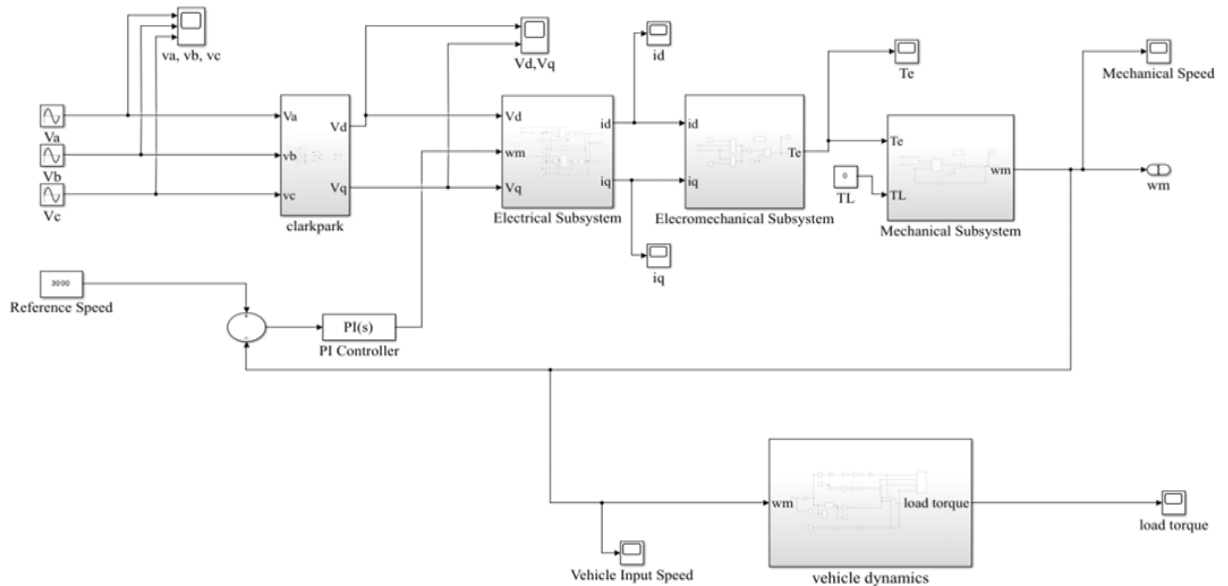 va, vb, vc
Vd,Vq
id
Te
Mechanical Speed
Va
Vb
Vc
Va
vb
vc
Vd
Vq
clarkpark
Vd
wm
Vq
id
iq
Electrical Subsystem
id
iq
Te
Elecromechanical Subsystem
0
TL
Te
TL
wm
Mechanical Subsystem
wm
iq
3000
Reference Speed
+
−
PI(s)
PI Controller
wm
load torque
vehicle dynamics
load torque
Vehicle Input Speed